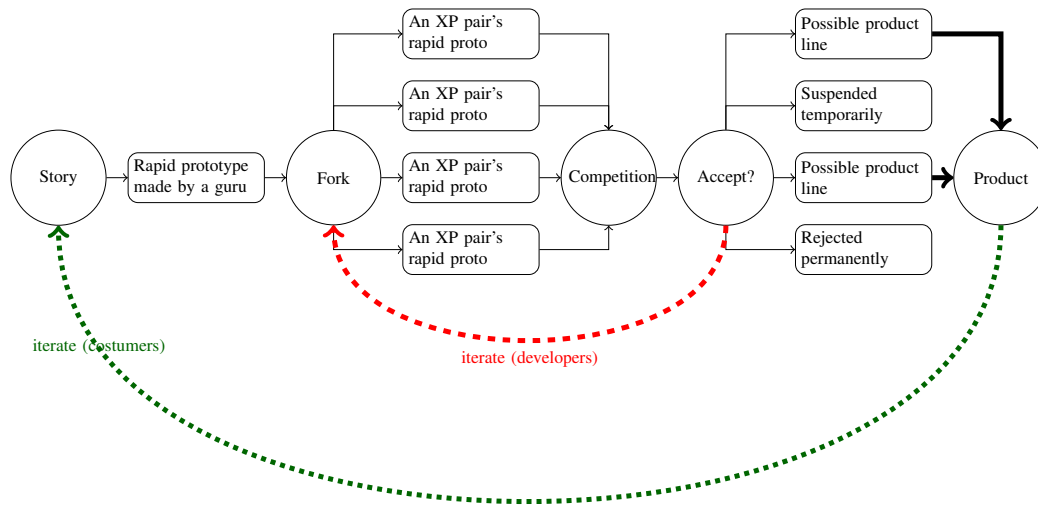 An XP pair's
rapid proto
Possible product
line
An XP pair's
rapid proto
Suspended
temporarily
Story
Rapid prototype
made by a guru
Fork
An XP pair's
rapid proto
Competition
Accept?
Possible product
line
Product
An XP pair's
rapid proto
Rejected
permanently
iterate (costumers)
iterate (developers)